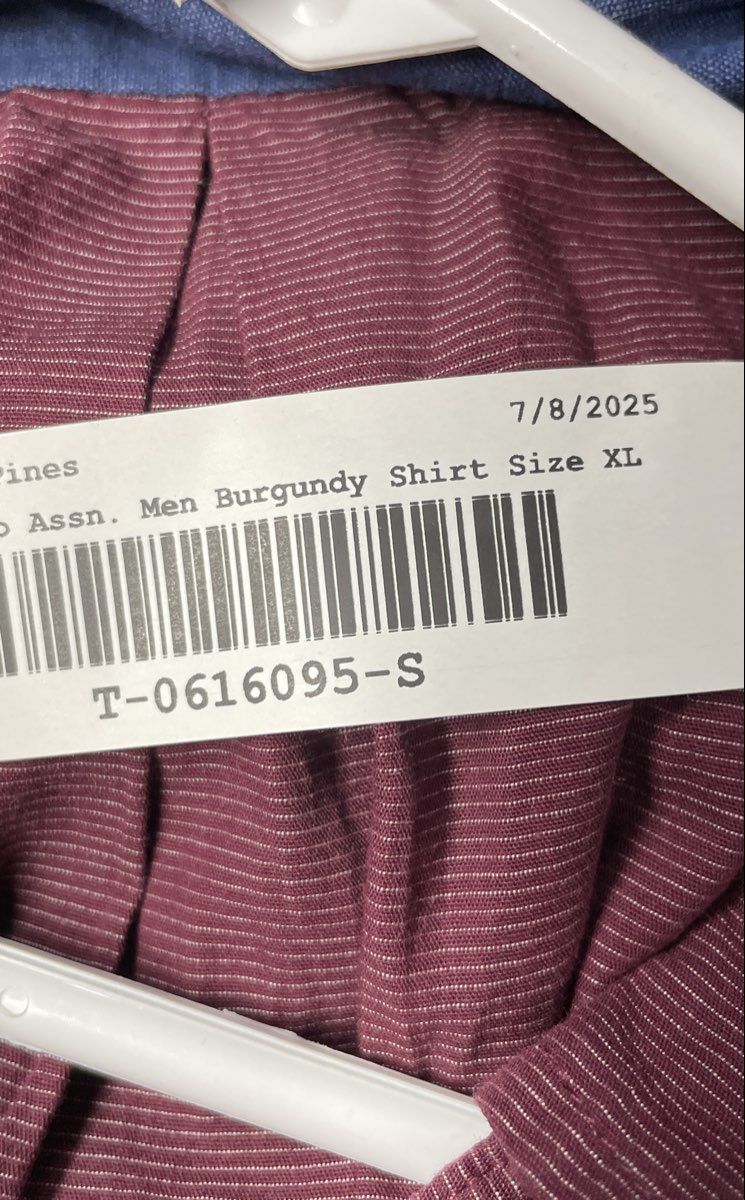 7/8/2025
Pines
Assn. Men Burgundy Shirt Size XL
T-0616095-S